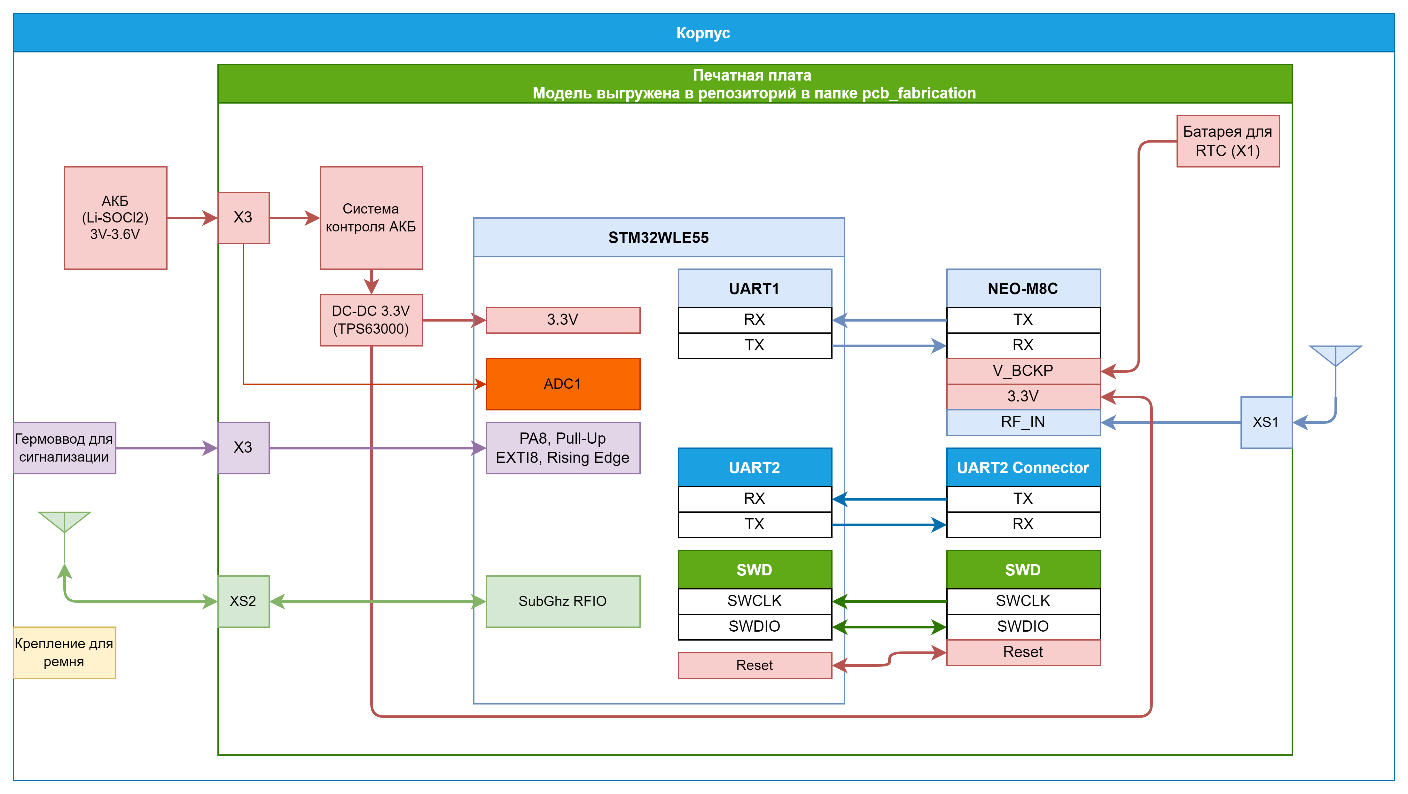 Корпус
Печатная плата
Модель выгружена в репозиторий в папке pcb_fabrication
Батарея для
RTC (X1)
АКБ
(Li-SOCl2)
3V-3.6V
X3
Система
контроля АКБ
DC-DC 3.3V
(TPS63000)
STM32WLE55
3.3V
ADC1
PA8, Pull-Up
EXTI8, Rising Edge
SubGhz RFIO
UART1
RX
TX
NEO-M8C
TX
RX
V_BCKP
3.3V
RF_IN
XS1
Гермоввод для
сигнализации
X3
UART2
RX
TX
UART2 Connector
TX
RX
SWD
SWCLK
SWDIO
Reset
SWD
SWCLK
SWDIO
Reset
XS2
Крепление для
ремня